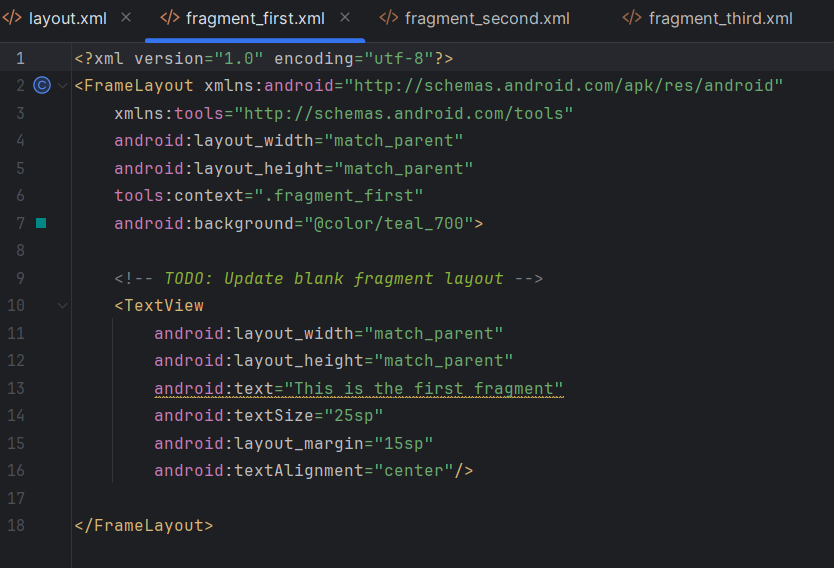 layout.xml fragment_first.xml fragment_second.xml fragment_third.xml
1 <?xml version="1.0" encoding="utf-8"?>
2 <FrameLayout xmlns:android="http://schemas.android.com/apk/res/android"
3 xmlns:tools="http://schemas.android.com/tools"
4 android:layout_width="match_parent"
5 android:layout_height="match_parent"
6 tools:context=".fragment_first"
7 android:background="@color/teal_700">
8
9 <!-- TODO: Update blank fragment layout -->
10 <TextView
11 android:layout_width="match_parent"
12 android:layout_height="match_parent"
13 android:text="This is the first fragment"
14 android:textSize="25sp"
15 android:layout_margin="15sp"
16 android:textAlignment="center"/>
17
18 </FrameLayout>